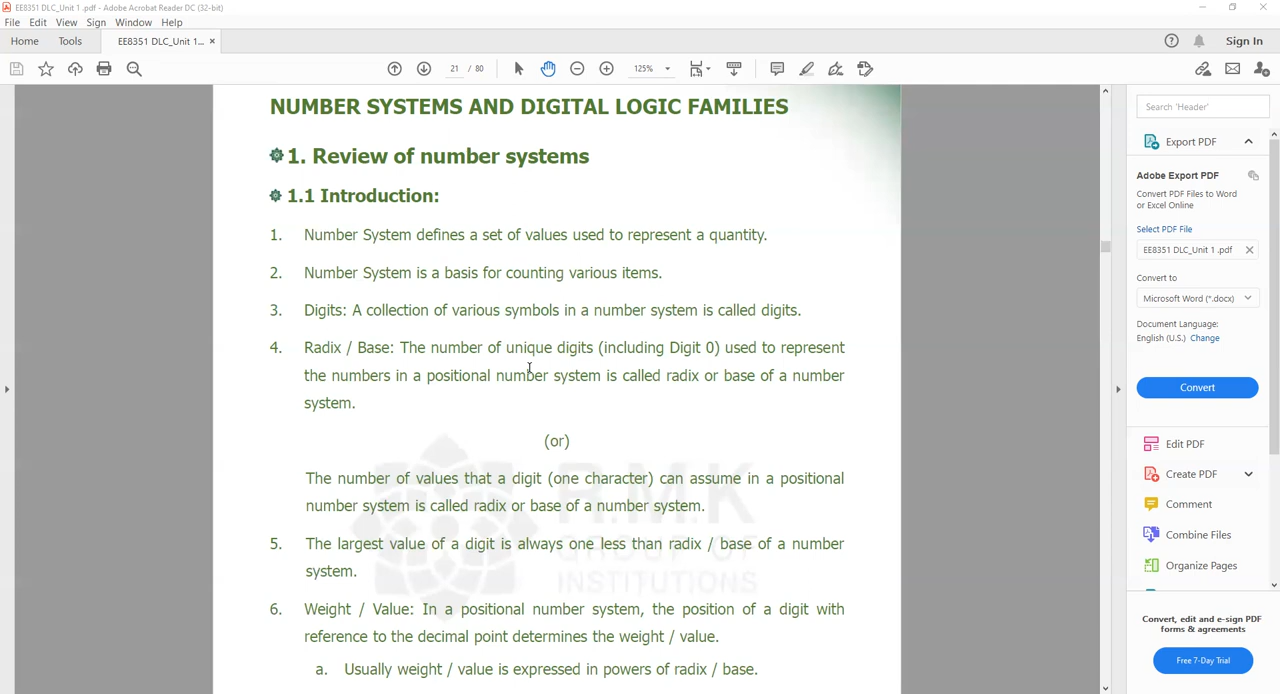 EE8351 DLC_Unit 1 .pdf - Adobe Acrobat Reader DC (32-bit)
File Edit View Sign Window Help
Home Tools EE8351 DLC_Unit 1... × Sign In
21 / 80 125%
NUMBER SYSTEMS AND DIGITAL LOGIC FAMILIES
1. Review of number systems
1.1 Introduction:
1. Number System defines a set of values used to represent a quantity.
2. Number System is a basis for counting various items.
3. Digits: A collection of various symbols in a number system is called digits.
4. Radix / Base: The number of unique digits (including Digit 0) used to represent
the numbers in a positional number system is called radix or base of a number
system.
(or)
The number of values that a digit (one character) can assume in a positional
number system is called radix or base of a number system.
5. The largest value of a digit is always one less than radix / base of a number
system.
6. Weight / Value: In a positional number system, the position of a digit with
reference to the decimal point determines the weight / value.
a. Usually weight / value is expressed in powers of radix / base.
R.M.K
GROUP OF
INSTITUTIONS
Search 'Header'
Export PDF
Adobe Export PDF
Convert PDF Files to Word
or Excel Online
Select PDF File
EE8351 DLC_Unit 1 .pdf
Convert to
Microsoft Word (*.docx)
Document Language:
English (U.S.) Change
Convert
Edit PDF
Create PDF
Comment
Combine Files
Organize Pages
Convert, edit and e-sign PDF
forms & agreements
Free 7-Day Trial